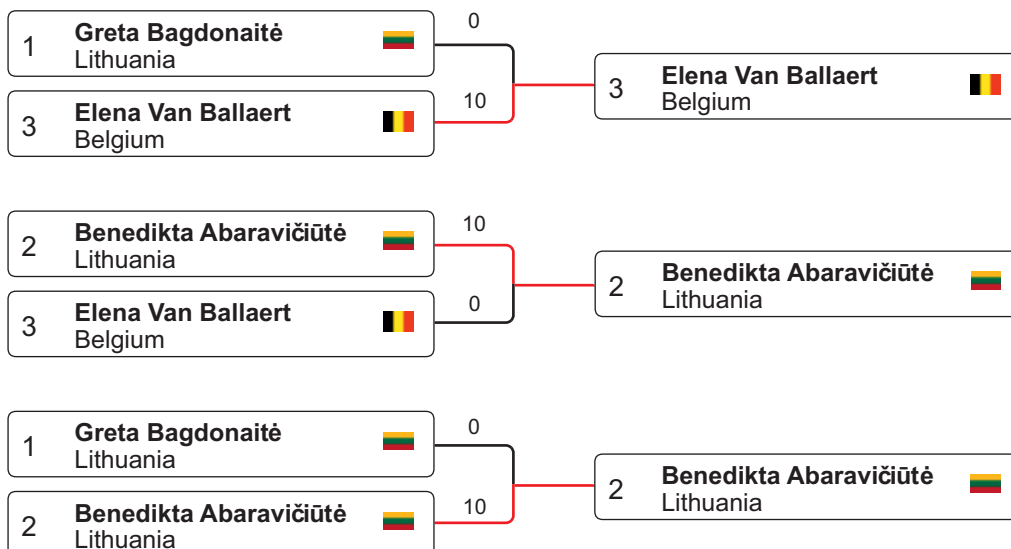 1
Greta Bagdonaitė
Lithuania
0
3
Elena Van Ballaert
Belgium
10
3
Elena Van Ballaert
Belgium
2
Benedikta Abaravičiūtė
Lithuania
10
3
Elena Van Ballaert
Belgium
0
2
Benedikta Abaravičiūtė
Lithuania
1
Greta Bagdonaitė
Lithuania
0
2
Benedikta Abaravičiūtė
Lithuania
10
2
Benedikta Abaravičiūtė
Lithuania